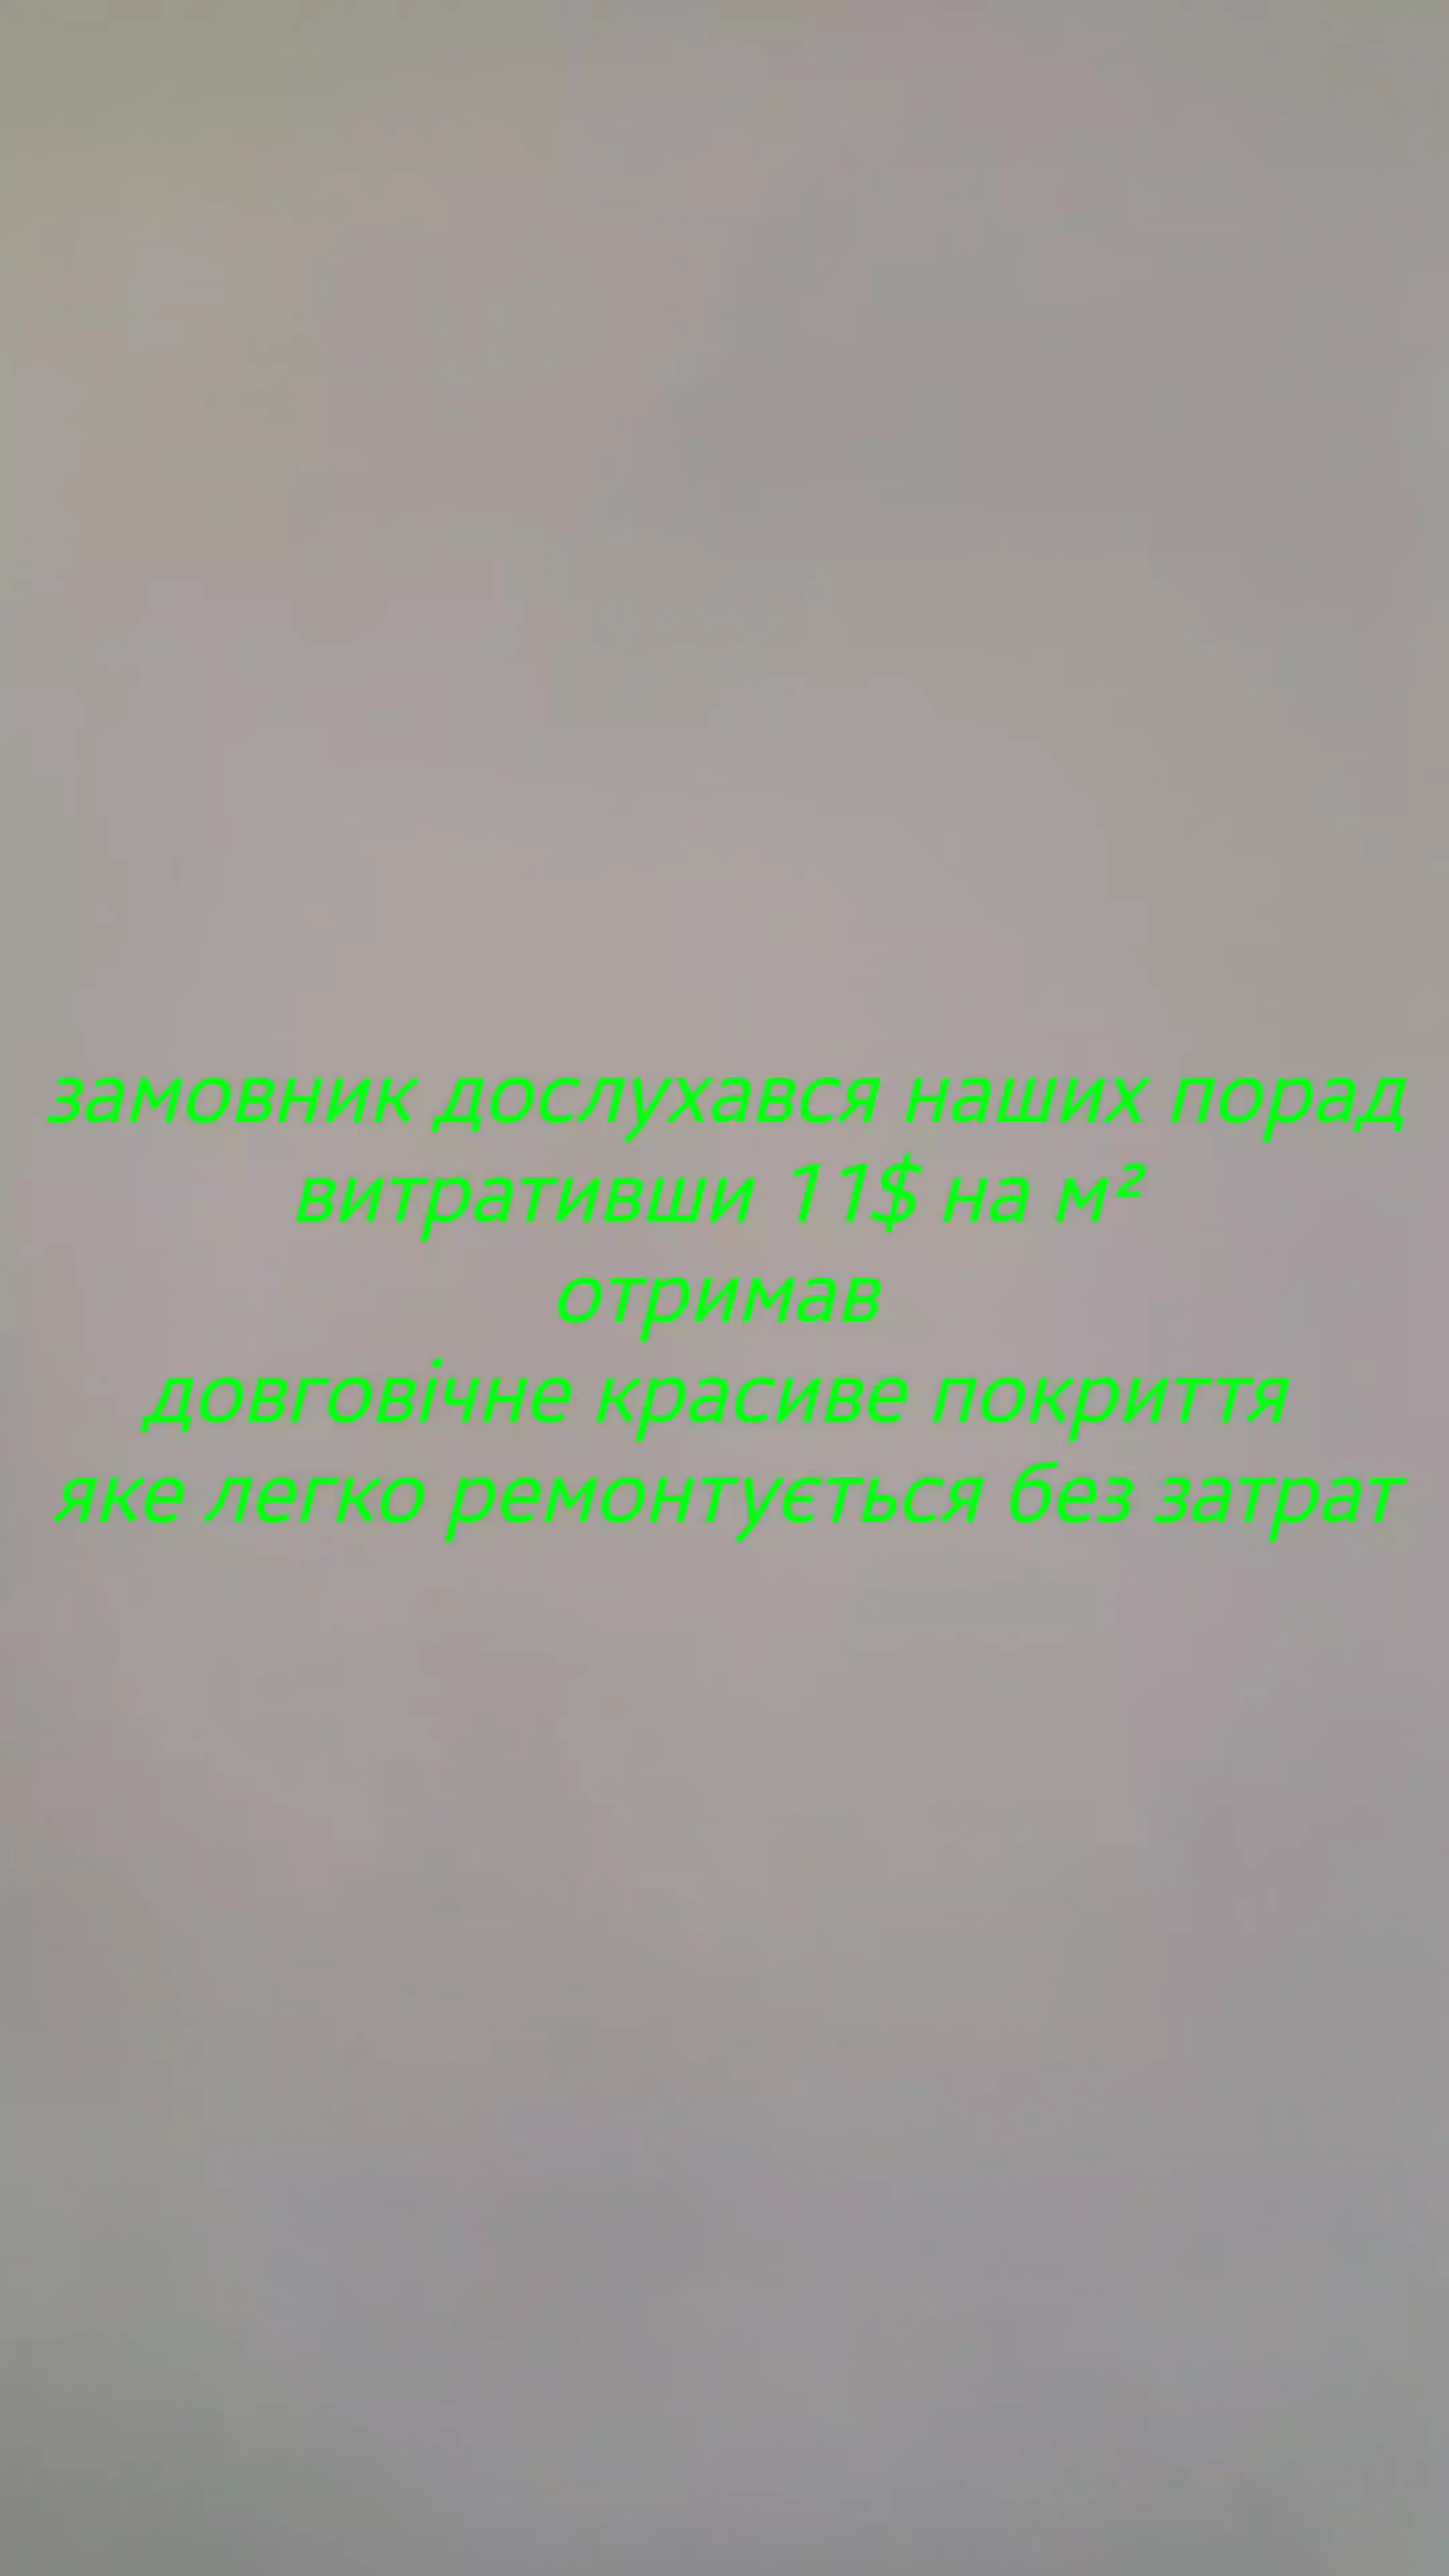 замовник дослухався наших порад
витративши 11$ на м²
отримав
довговічне красиве покриття
яке легко ремонтується без затрат